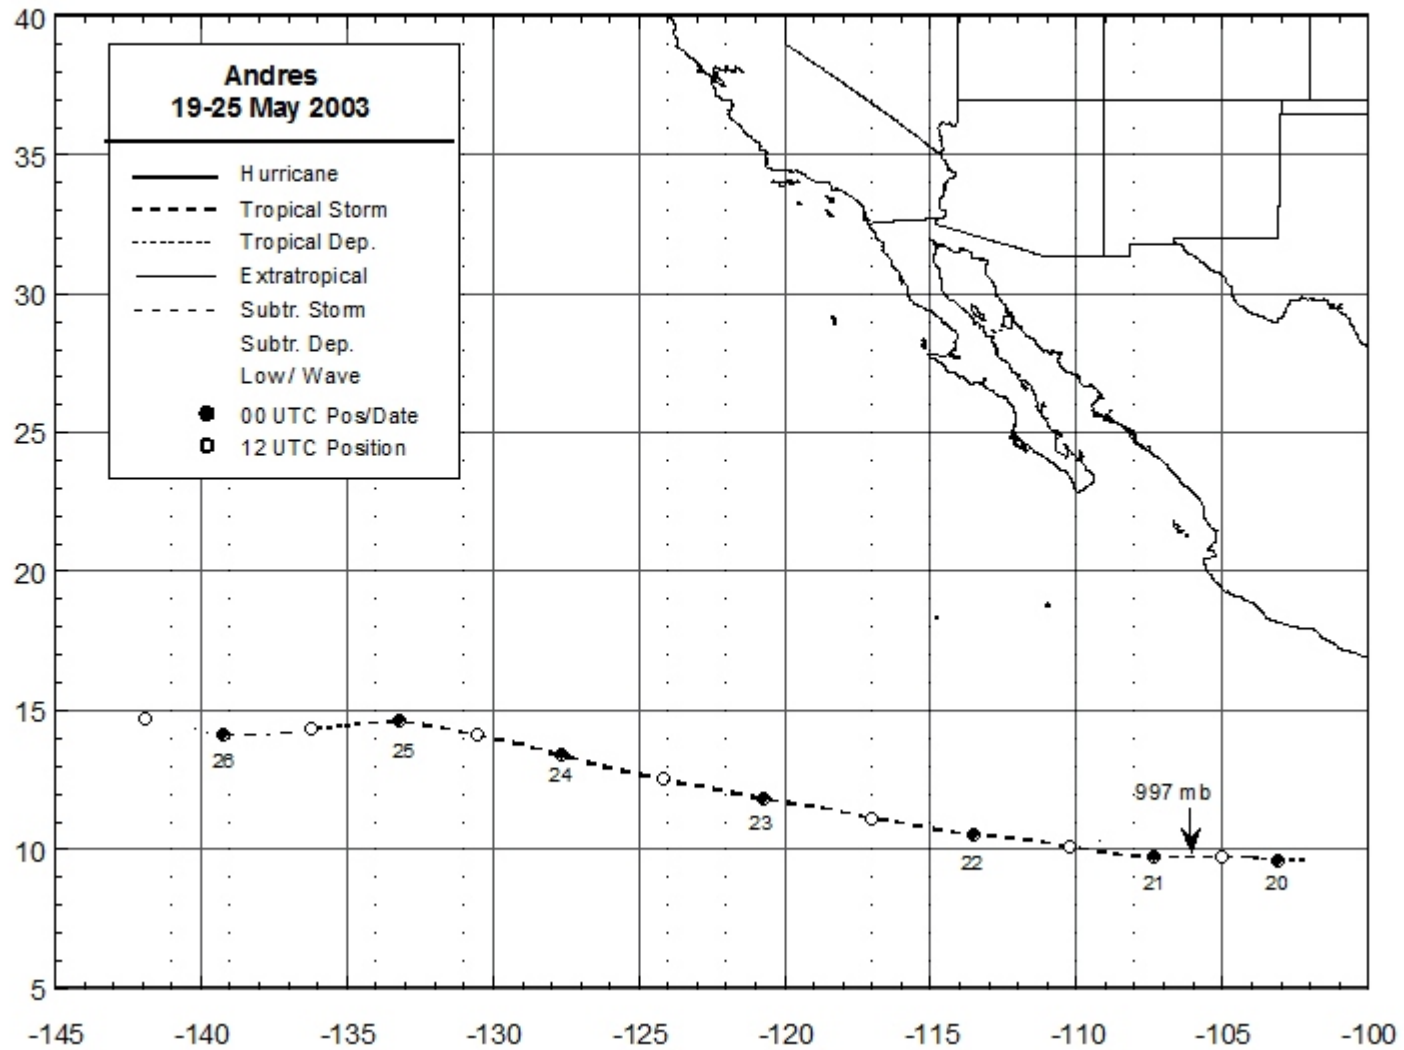 40
Andres
19-25 May 2003
35
Hurricane
Tropical Storm
Tropical Dep.
Extratropical
30
Subtr. Storm
Subtr. Dep.
Low / Wave
00 UTC Pos/Date
25
12 UTC Position
20
15
26
25
24
997 mb
23
10
22
21
20
5
-145 -140 -135 -130 -125 -120 -115 -110 -105 -100